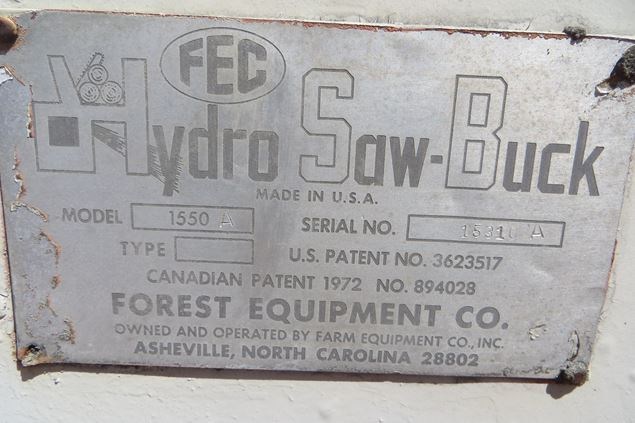 FEC
Hydro Saw-Buck
MADE IN U.S.A.
MODEL 1550 A SERIAL NO. A
TYPE U.S. PATENT NO. 3623517
CANADIAN PATENT 1972 NO. 894028
FOREST EQUIPMENT CO.
OWNED AND OPERATED BY FARM EQUIPMENT CO., INC.
ASHEVILLE, NORTH CAROLINA 28802